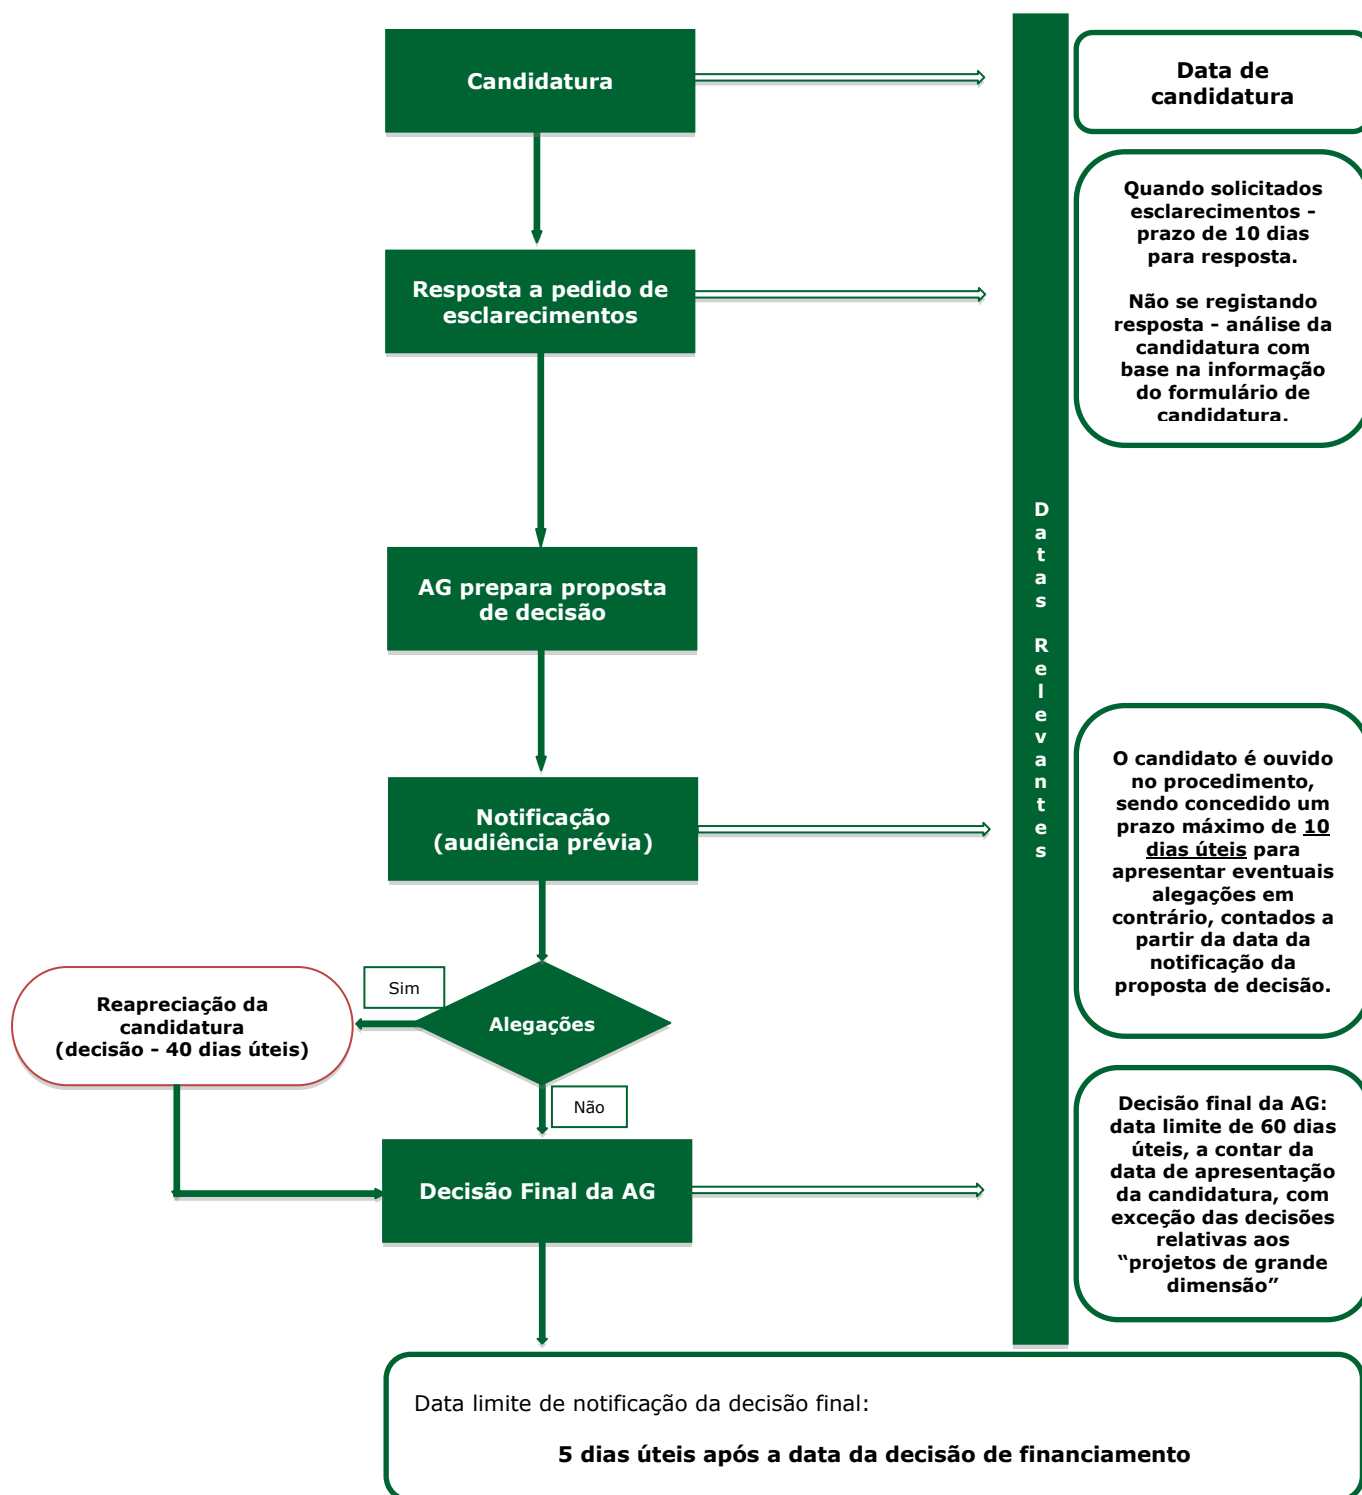 Candidatura
Data de
candidatura
Quando solicitados
esclarecimentos -
prazo de 10 dias
para resposta.
Não se registando
resposta - análise da
candidatura com
base na informação
do formulário de
candidatura.
Resposta a pedido de
esclarecimentos
Datas Relevantes
AG prepara proposta
de decisão
Notificação
(audiência prévia)
O candidato é ouvido
no procedimento,
sendo concedido um
prazo máximo de 10
dias úteis para
apresentar eventuais
alegações em
contrário, contados a
partir da data da
notificação da
proposta de decisão.
Alegações
Sim
Reapreciação da
candidatura
(decisão - 40 dias úteis)
Não
Decisão Final da AG
Decisão final da AG:
data limite de 60 dias
úteis, a contar da
data de apresentação
da candidatura, com
exceção das decisões
relativas aos
“projetos de grande
dimensão”
Data limite de notificação da decisão final:
5 dias úteis após a data da decisão de financiamento